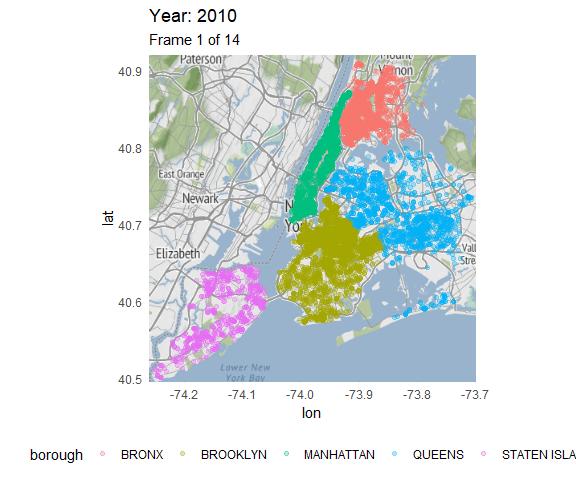 Year: 2010
Frame 1 of 14
Paterson
Mount
Vernon
East Orange
Newark
Elizabeth
Lower New
York Bay
40.9
40.8
40.7
40.6
40.5
lat
-74.2 -74.1 -74.0 -73.9 -73.8 -73.7
lon
borough BRONX BROOKLYN MANHATTAN QUEENS STATEN ISLA